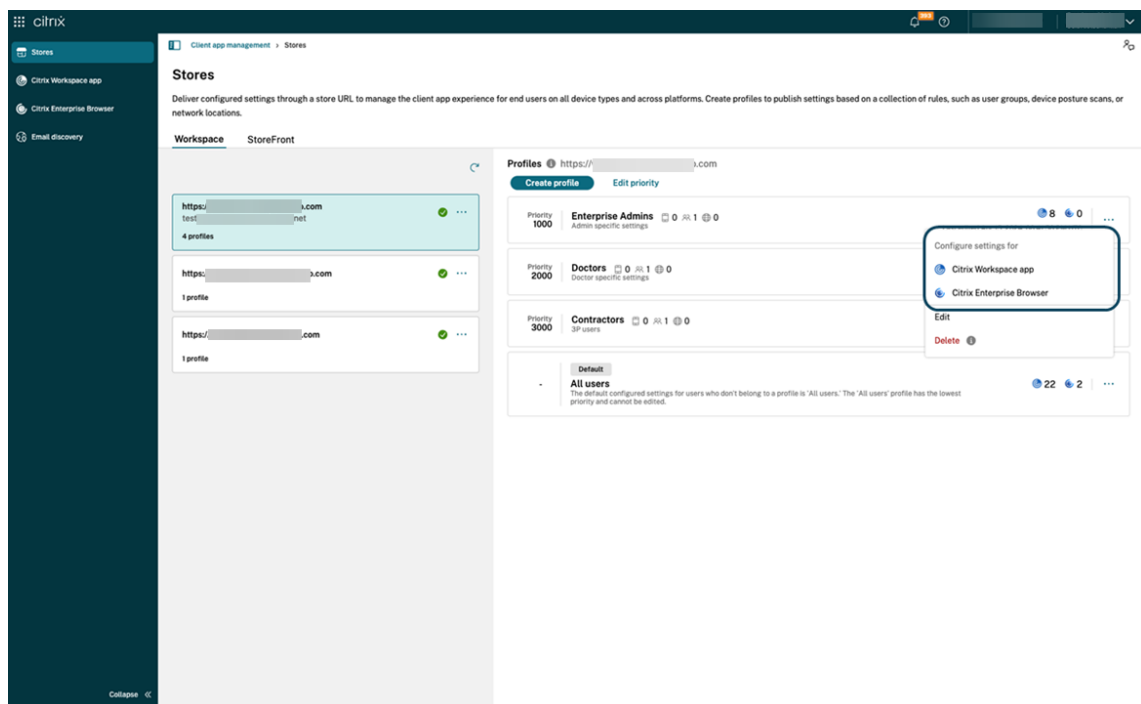 citrix
Stores
Citrix Workspace app
Citrix Enterprise Browser
Email discovery
Collapse
Client app management › Stores
Stores
Deliver configured settings through a store URL to manage the client app experience for end users on all device types and across platforms. Create profiles to publish settings based on a collection of rules, such as user groups, device posture scans, or
network locations.
Workspace StoreFront
https:/ .com
test net
4 profiles
https: .com
1 profile
https:/ .com
1 profile
Profiles https:// .com
Create profile Edit priority
Priority
1000
Enterprise Admins 0 1 0
Admin specific settings
8 0 ...
Priority
2000
Doctors 0 1 0
Doctor specific settings
Priority
3000
Contractors 0 1 0
3P users
Configure settings for
Citrix Workspace app
Citrix Enterprise Browser
Edit
Delete
-
Default
All users
The default configured settings for users who don't belong to a profile is 'All users.' The 'All users' profile has the lowest
priority and cannot be edited.
22 2 ...